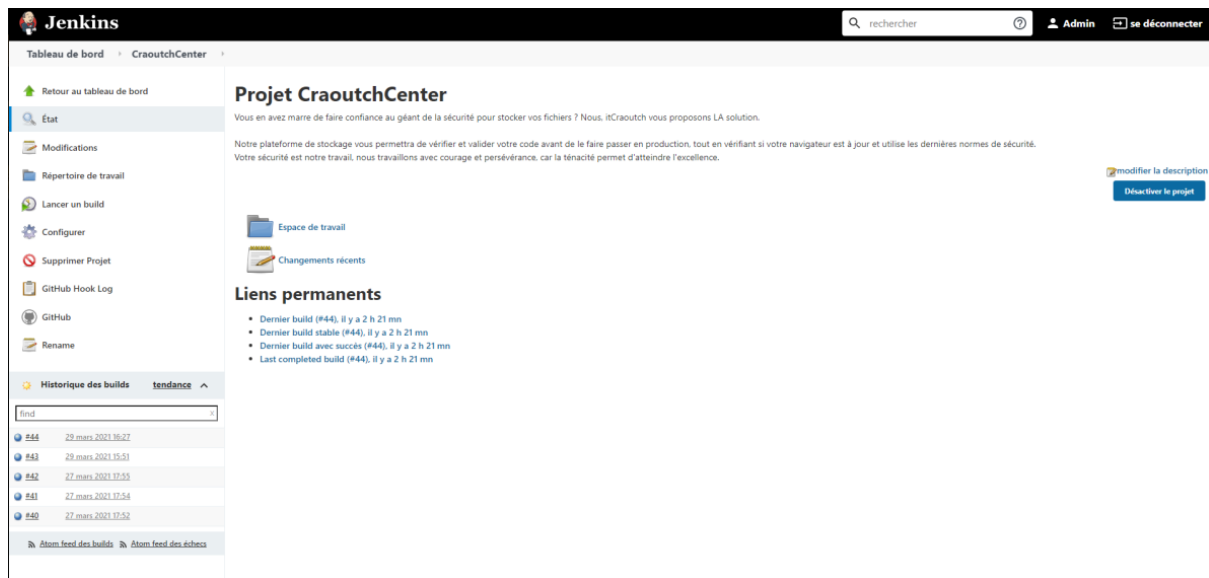 Jenkins
rechercher
Admin
se déconnecter
Tableau de bord
CraoutchCenter
Retour au tableau de bord
État
Modifications
Répertoire de travail
Lancer un build
Configurer
Supprimer Projet
GitHub Hook Log
GitHub
Rename
Historique des builds
tendance
find
x
#44 29 mars 2021 16:27
#43 29 mars 2021 15:51
#42 27 mars 2021 17:55
#41 27 mars 2021 17:54
#40 27 mars 2021 17:52
Atom feed des builds
Atom feed des échecs
Projet CraoutchCenter
Vous en avez marre de faire confiance au géant de la sécurité pour stocker vos fichiers ? Nous, itCraoutch vous proposons LA solution.
Notre plateforme de stockage vous permettra de vérifier et valider votre code avant de le faire passer en production, tout en vérifiant si votre navigateur est à jour et utilise les dernières normes de sécurité.
Votre sécurité est notre travail, nous travaillons avec courage et persévérance, car la ténacité permet d'atteindre l'excellence.
modifier la description
Désactiver le projet
Espace de travail
Changements récents
Liens permanents
Dernier build (#44), il y a 2 h 21 mn
Dernier build stable (#44), il y a 2 h 21 mn
Dernier build avec succès (#44), il y a 2 h 21 mn
Last completed build (#44), il y a 2 h 21 mn